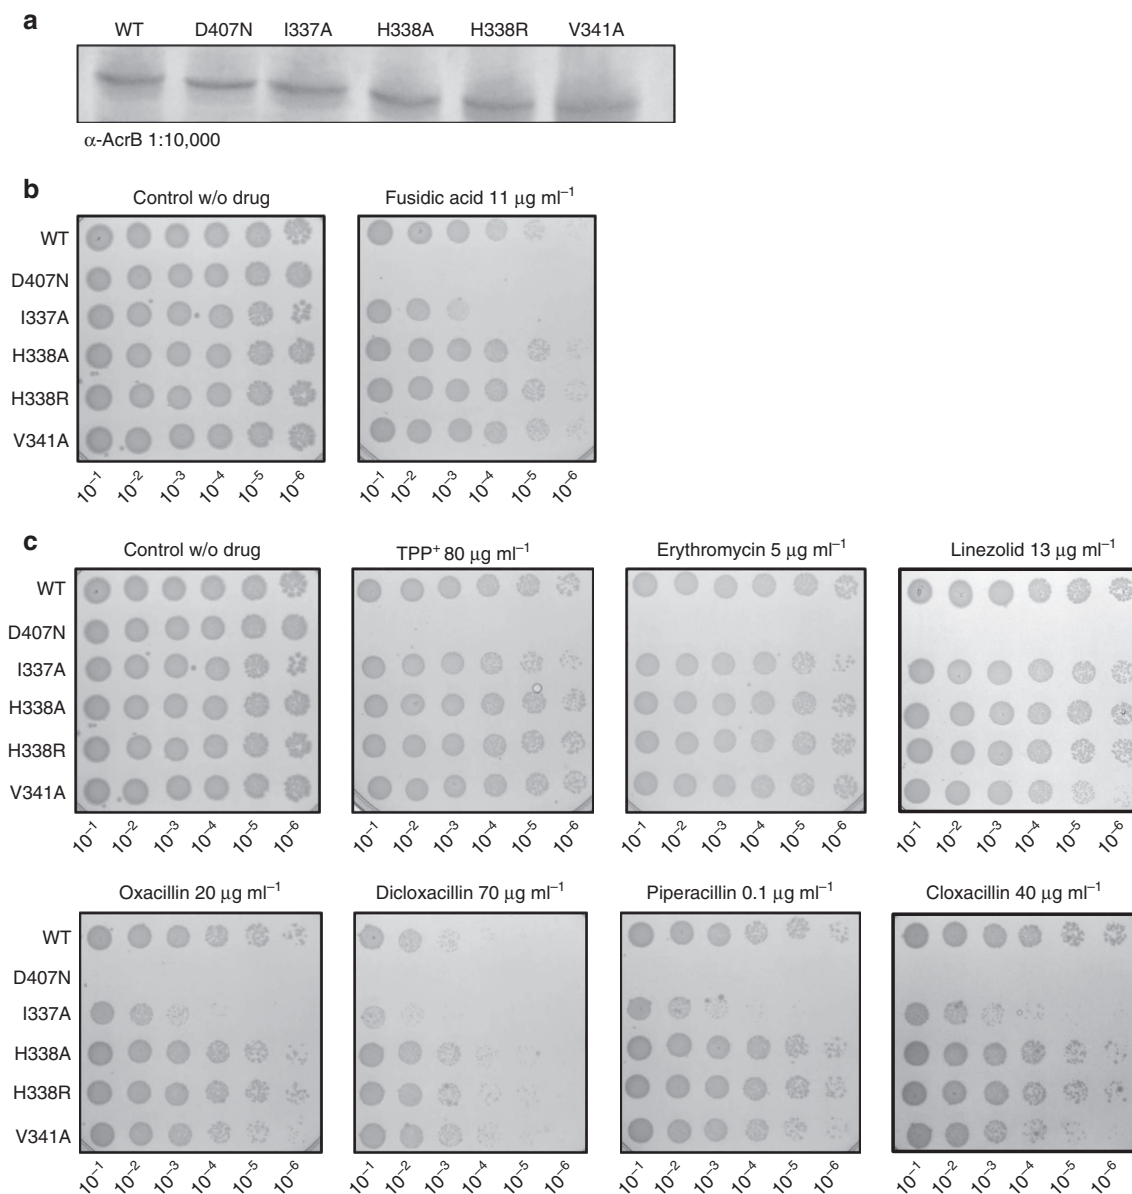 a
WT D407N I337A H338A H338R V341A
α-AcrB 1:10,000
b
Control w/o drug Fusidic acid 11 μg ml⁻¹
WT
D407N
I337A
H338A
H338R
V341A
10⁻¹ 10⁻² 10⁻³ 10⁻⁴ 10⁻⁵ 10⁻⁶ 10⁻¹ 10⁻² 10⁻³ 10⁻⁴ 10⁻⁵ 10⁻⁶
c
Control w/o drug TPP⁺ 80 μg ml⁻¹ Erythromycin 5 μg ml⁻¹ Linezolid 13 μg ml⁻¹
WT
D407N
I337A
H338A
H338R
V341A
10⁻¹ 10⁻² 10⁻³ 10⁻⁴ 10⁻⁵ 10⁻⁶ 10⁻¹ 10⁻² 10⁻³ 10⁻⁴ 10⁻⁵ 10⁻⁶ 10⁻¹ 10⁻² 10⁻³ 10⁻⁴ 10⁻⁵ 10⁻⁶ 10⁻¹ 10⁻² 10⁻³ 10⁻⁴ 10⁻⁵ 10⁻⁶
Oxacillin 20 μg ml⁻¹ Dicloxacillin 70 μg ml⁻¹ Piperacillin 0.1 μg ml⁻¹ Cloxacillin 40 μg ml⁻¹
WT
D407N
I337A
H338A
H338R
V341A
10⁻¹ 10⁻² 10⁻³ 10⁻⁴ 10⁻⁵ 10⁻⁶ 10⁻¹ 10⁻² 10⁻³ 10⁻⁴ 10⁻⁵ 10⁻⁶ 10⁻¹ 10⁻² 10⁻³ 10⁻⁴ 10⁻⁵ 10⁻⁶ 10⁻¹ 10⁻² 10⁻³ 10⁻⁴ 10⁻⁵ 10⁻⁶